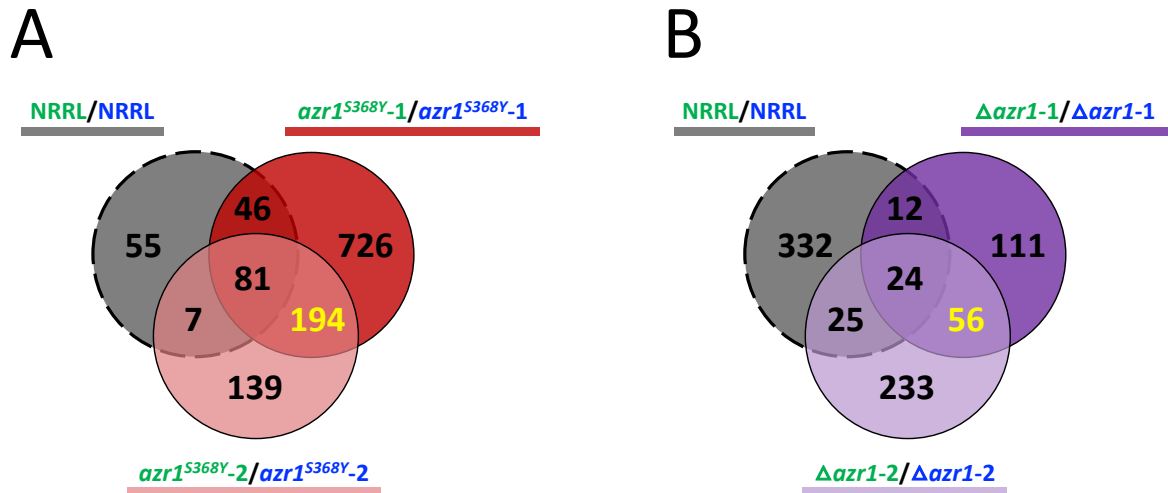 A
B
NRRL/NRRL
azr1S368Y-1/azr1S368Y-1
NRRL/NRRL
Δazr1-1/Δazr1-1
46
55
726
81
7
194
139
12
332
111
24
25
56
233
azr1S368Y-2/azr1S368Y-2
Δazr1-2/Δazr1-2